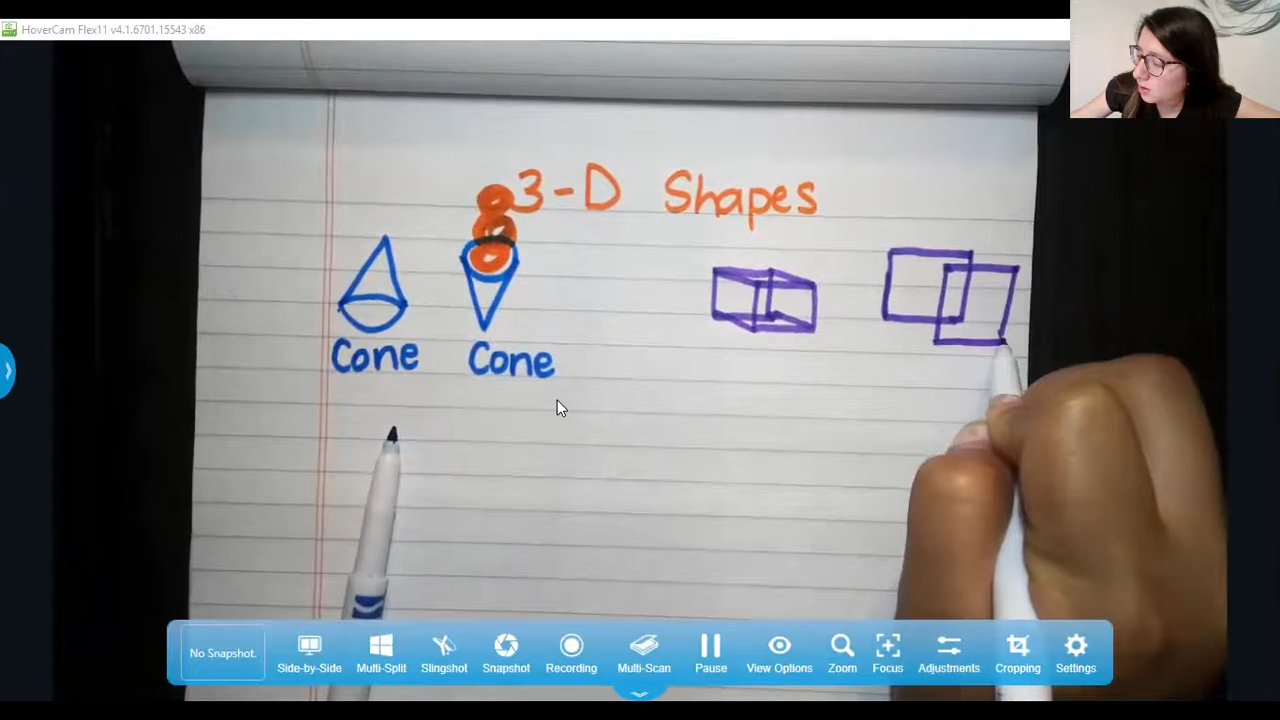 HoverCam Flex11 v4.1.6701.15543 x86
3-D Shapes
Cone Cone
No Snapshot.
Side-by-Side Multi-Split Slingshot Snapshot Recording Multi-Scan Pause View Options Zoom Focus Adjustments Cropping Settings